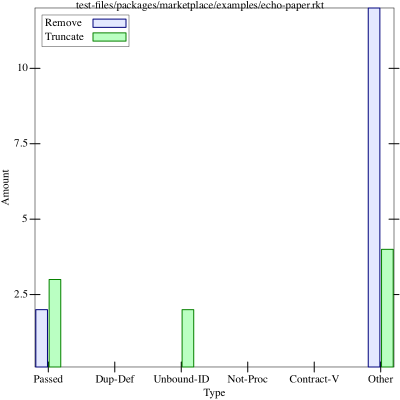 test-files/packages/marketplace/examples/echo-paper.rkt
Remove
Truncate
10
7.5
5
2.5
Amount
Passed Dup-Def Unbound-ID Not-Proc Contract-V Other
Type